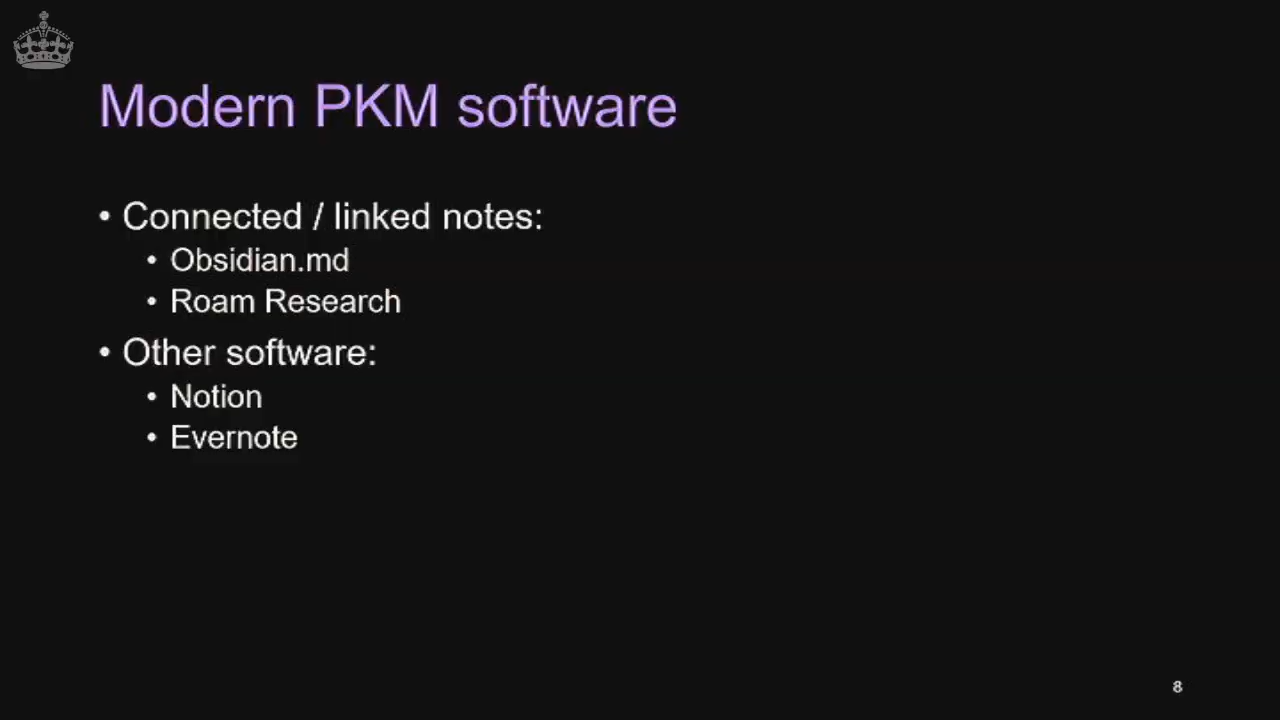 Modern PKM software
• Connected / linked notes:
• Obsidian.md
• Roam Research
• Other software:
• Notion
• Evernote
8